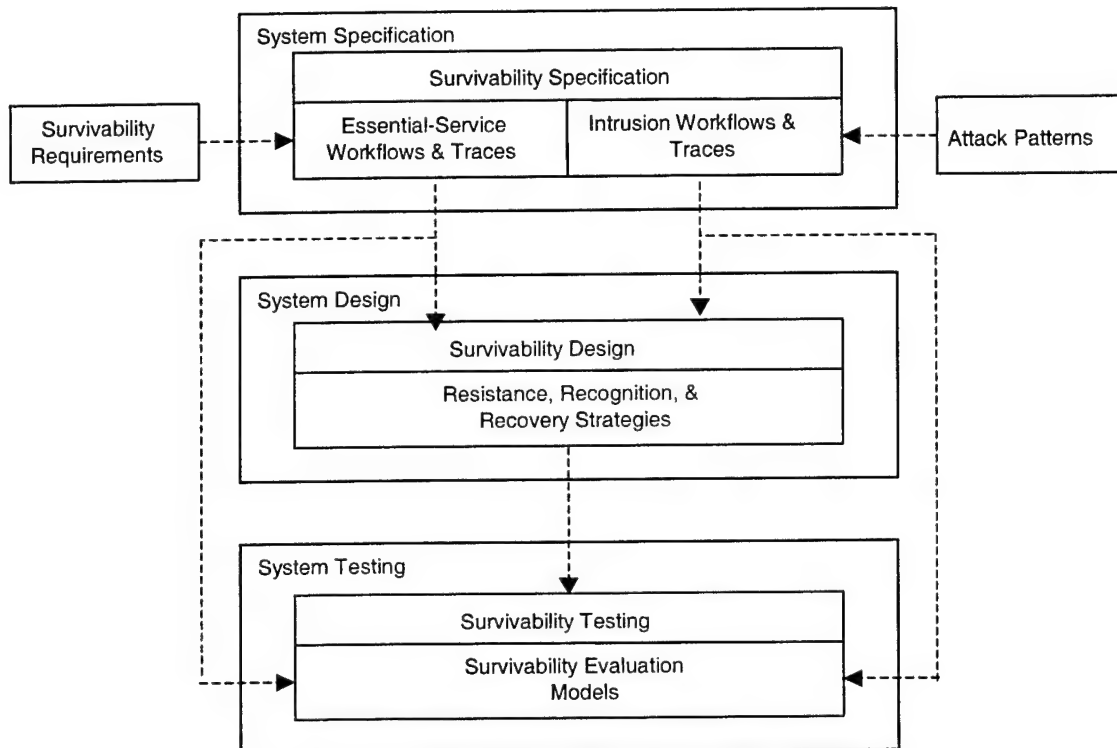 System Specification
Survivability Specification
Survivability
Requirements
Essential-Service
Workflows & Traces
Intrusion Workflows &
Traces
Attack Patterns
System Design
Survivability Design
Resistance, Recognition, &
Recovery Strategies
System Testing
Survivability Testing
Survivability Evaluation
Models